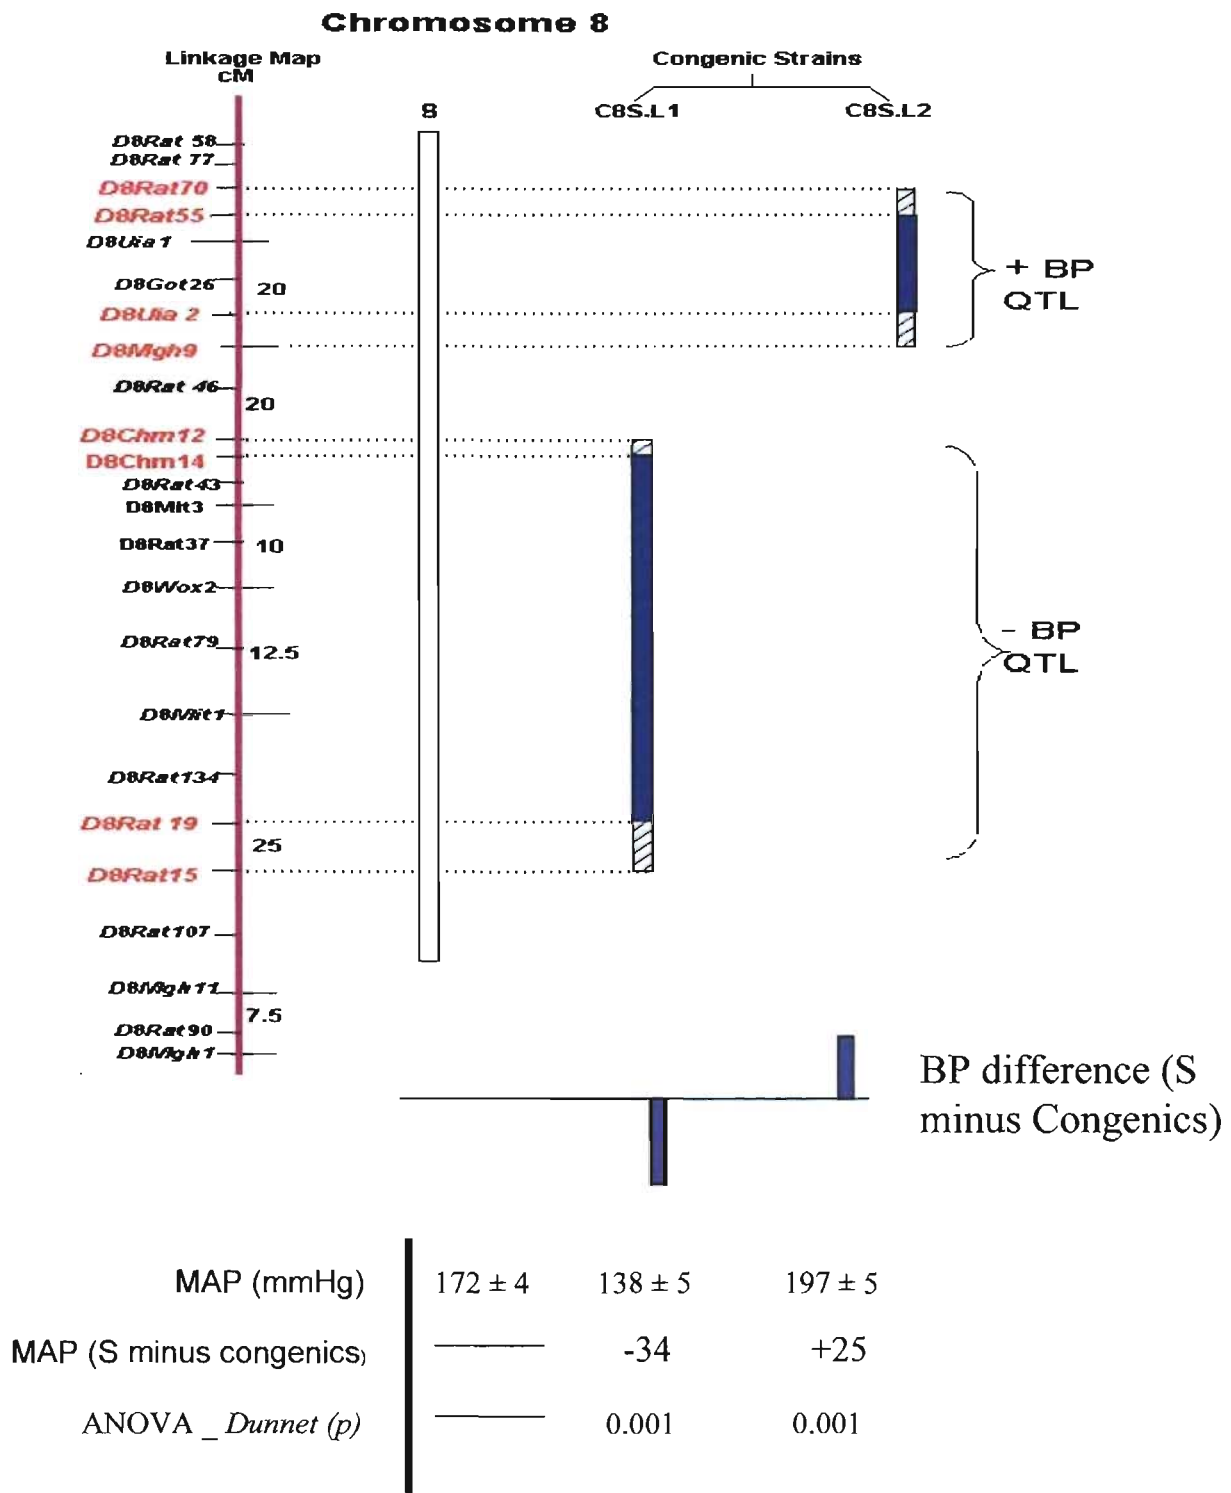 Chromosome 8
Linkage Map
cM
Congenic Strains
8
C8S.L1
C8S.L2
D8Rat 58
D8Rat 77
D8Rat70
D8Rat55
D8Uia1
D8Got26
20
D8Uia 2
D8Mgh9
D8Rat 46
20
D8Chm12
D8Chm14
D8Rat43
D8Mit3
D8Rat37
10
D8Wox2
D8Rat79
12.5
D8Mit1
D8Rat134
D8Rat 19
25
D8Rat15
D8Rat107
D8Mgh11
7.5
D8Rat90
D8Mgh1
+ BP
QTL
- BP
QTL
BP difference (S
minus Congenics)
MAP (mmHg) 172 ± 4 138 ± 5 197 ± 5
MAP (S minus congenics) -34 +25
ANOVA _ Dunnet (p) 0.001 0.001